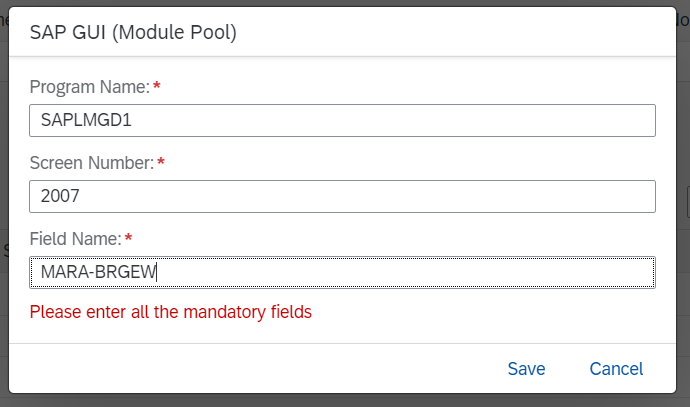 SAP GUI (Module Pool)
Program Name: *
SAPLMGD1
Screen Number: *
2007
Field Name: *
MARA-BRGEW
Please enter all the mandatory fields
Save Cancel